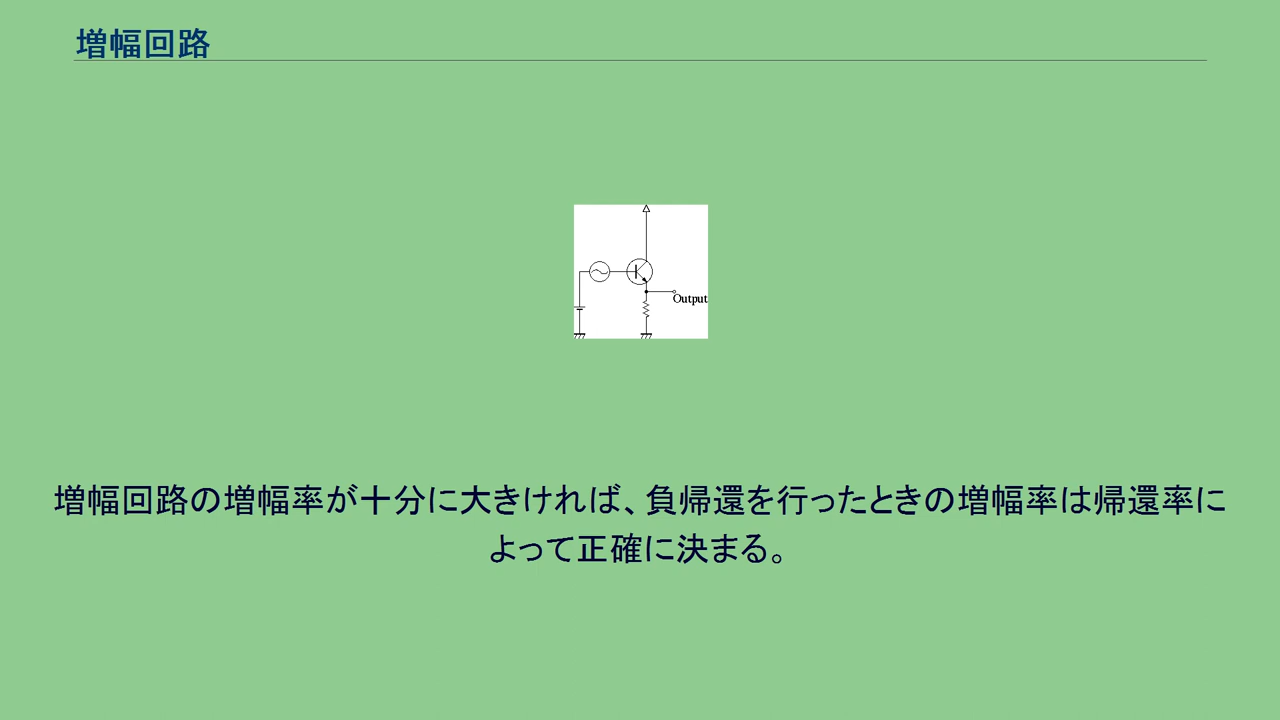 増幅回路
Output
増幅回路の増幅率が十分に大きければ、負帰還を行ったときの増幅率は帰還率に
よって正確に決まる。